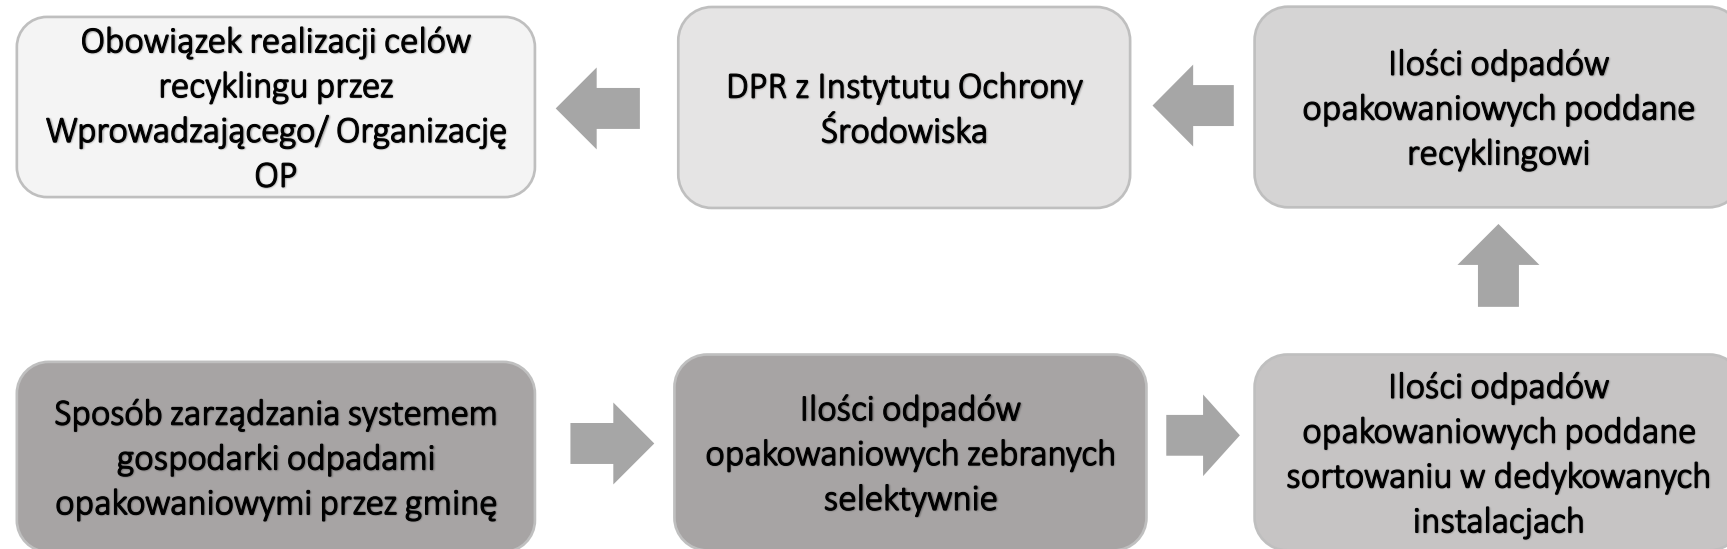 Obowiązek realizacji celów
recyklingu przez
Wprowadzającego/ Organizację
OP
DPR z Instytutu Ochrony
Środowiska
Ilości odpadów
opakowaniowych poddane
recyklingowi
Sposób zarządzania systemem
gospodarki odpadami
opakowaniowymi przez gminę
Ilości odpadów
opakowaniowych zebranych
selektywnie
Ilości odpadów
opakowaniowych poddane
sortowaniu w dedykowanych
instalacjach